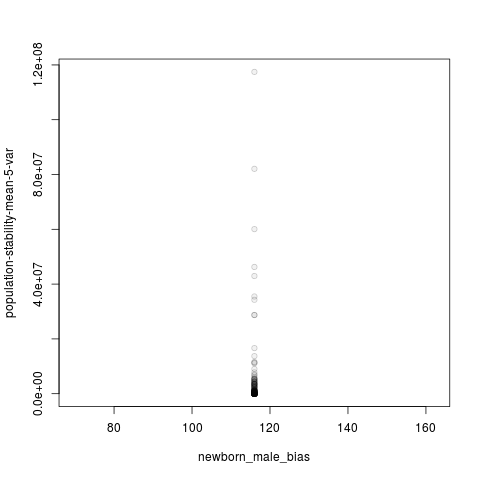 population-stability-mean-5-var
1.2e+08
8.0e+07
4.0e+07
0.0e+00
80 100 120 140 160
newborn_male_bias